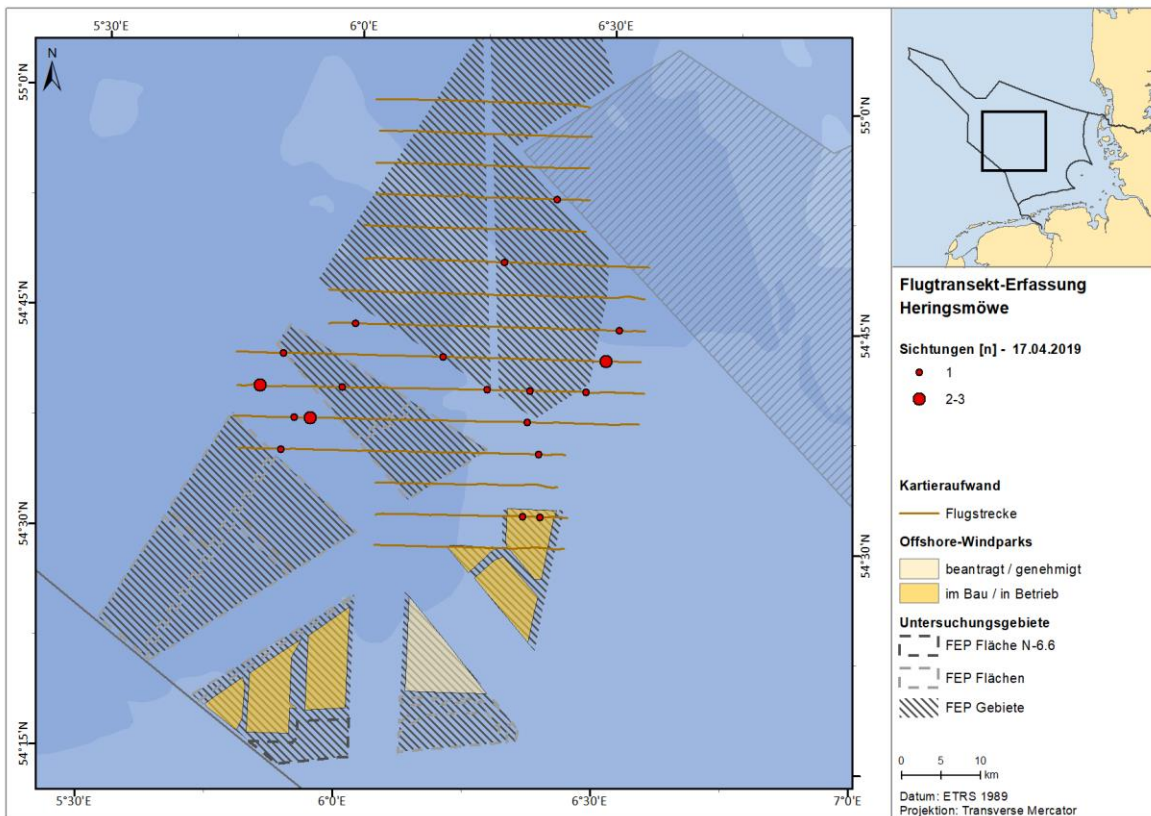 5°30'E 6°0'E 6°30'E
N
55°0'N
55°0'N
54°45'N
54°45'N
54°30'N
54°30'N
54°15'N
5°30'E 6°0'E 6°30'E 7°0'E
Flugtransekt-Erfassung
Heringsmöwe
Sichtungen [n] - 17.04.2019
1
2-3
Kartieraufwand
Flugstrecke
Offshore-Windparks
beantragt / genehmigt
im Bau / in Betrieb
Untersuchungsgebiete
FEP Fläche N-6.6
FEP Flächen
FEP Gebiete
0 5 10
km
Datum: ETRS 1989
Projektion: Transverse Mercator